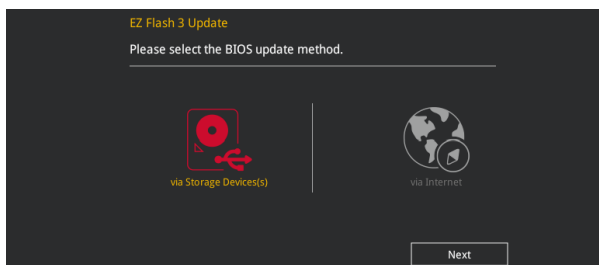 EZ Flash 3 Update
Please select the BIOS update method.
via Storage Devices(s)
via Internet
Next